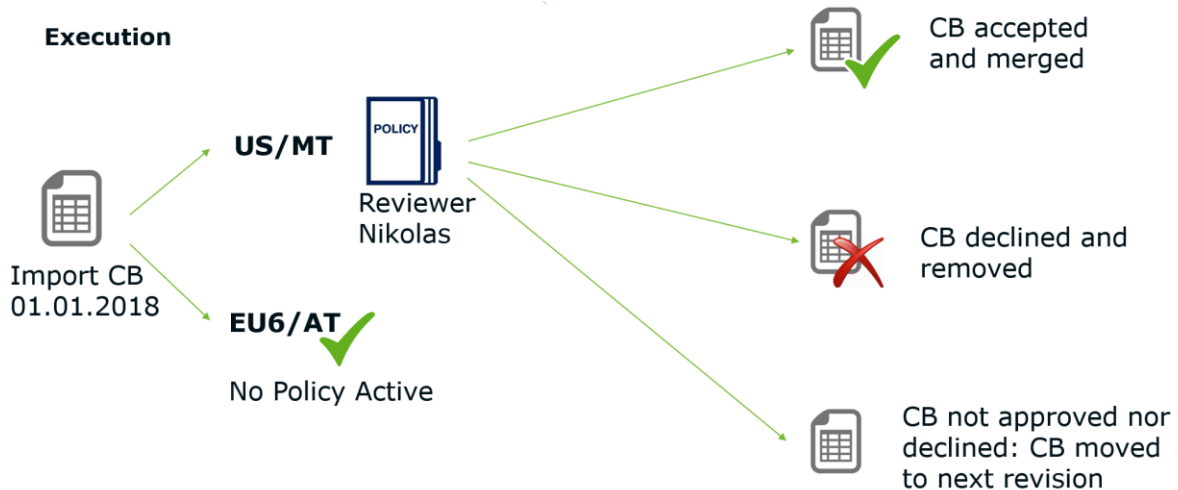 Execution
CB accepted
and merged
US/MT
POLICY
Reviewer
Nikolas
Import CB
01.01.2018
CB declined and
removed
EU6/AT
No Policy Active
CB not approved nor
declined: CB moved
to next revision